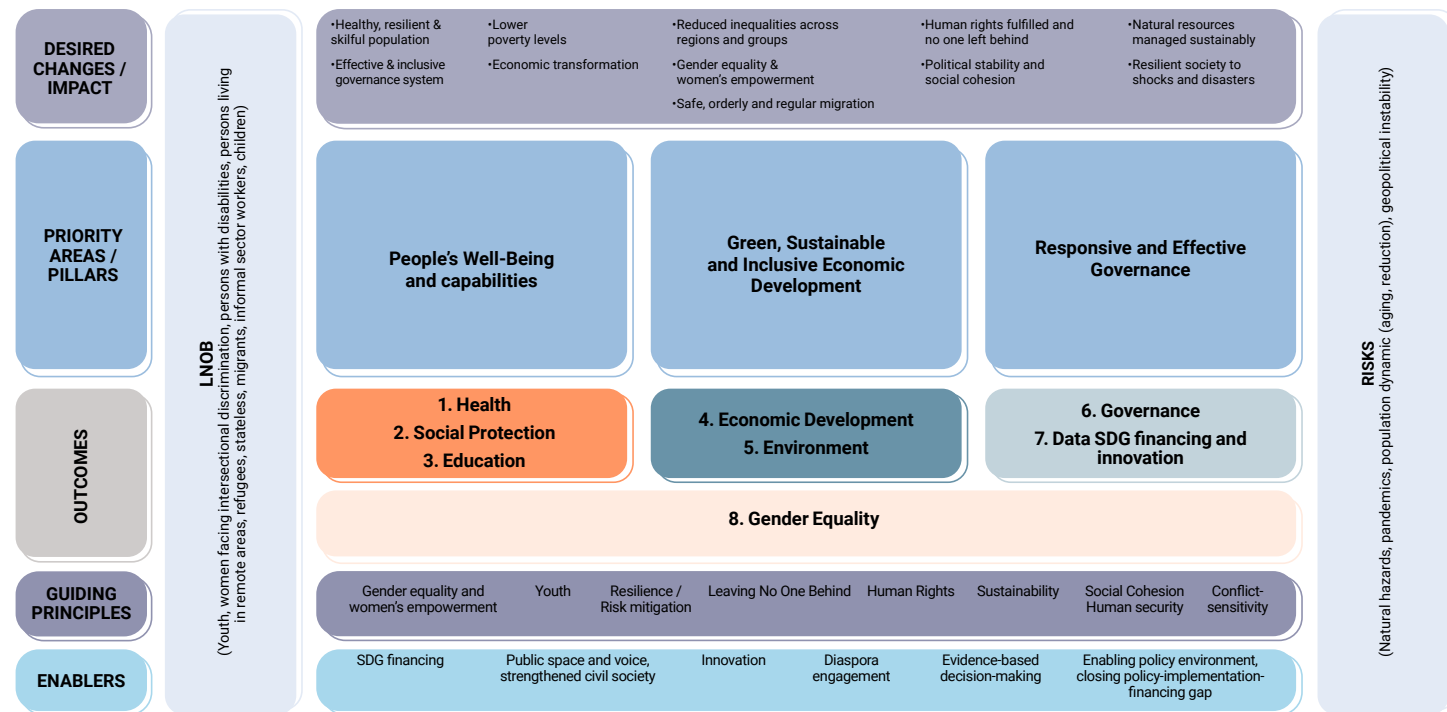 DESIRED
CHANGES /
IMPACT
•Healthy, resilient &
skilful population
•Effective & inclusive
governance system
•Lower
poverty levels
•Economic transformation
•Reduced inequalities across
regions and groups
•Gender equality &
women’s empowerment
•Safe, orderly and regular migration
•Human rights fulfilled and
no one left behind
•Political stability and
social cohesion
•Natural resources
managed sustainably
•Resilient society to
shocks and disasters
LNOB
(Youth, women facing intersectional discrimination, persons with disabilities, persons living
in remote areas, refugees, stateless, migrants, informal sector workers, children)
PRIORITY
AREAS /
PILLARS
People’s Well-Being
and capabilities
Green, Sustainable
and Inclusive Economic
Development
Responsive and Effective
Governance
RISKS
(Natural hazards, pandemics, population dynamic (aging, reduction), geopolitical instability)
OUTCOMES
1. Health
2. Social Protection
3. Education
4. Economic Development
5. Environment
6. Governance
7. Data SDG financing and
innovation
8. Gender Equality
GUIDING
PRINCIPLES
Gender equality and
women’s empowerment
Youth
Resilience /
Risk mitigation
Leaving No One Behind
Human Rights
Sustainability
Social Cohesion
Human security
Conflict-
sensitivity
ENABLERS
SDG financing
Public space and voice,
strengthened civil society
Innovation
Diaspora
engagement
Evidence-based
decision-making
Enabling policy environment,
closing policy-implementation-
financing gap